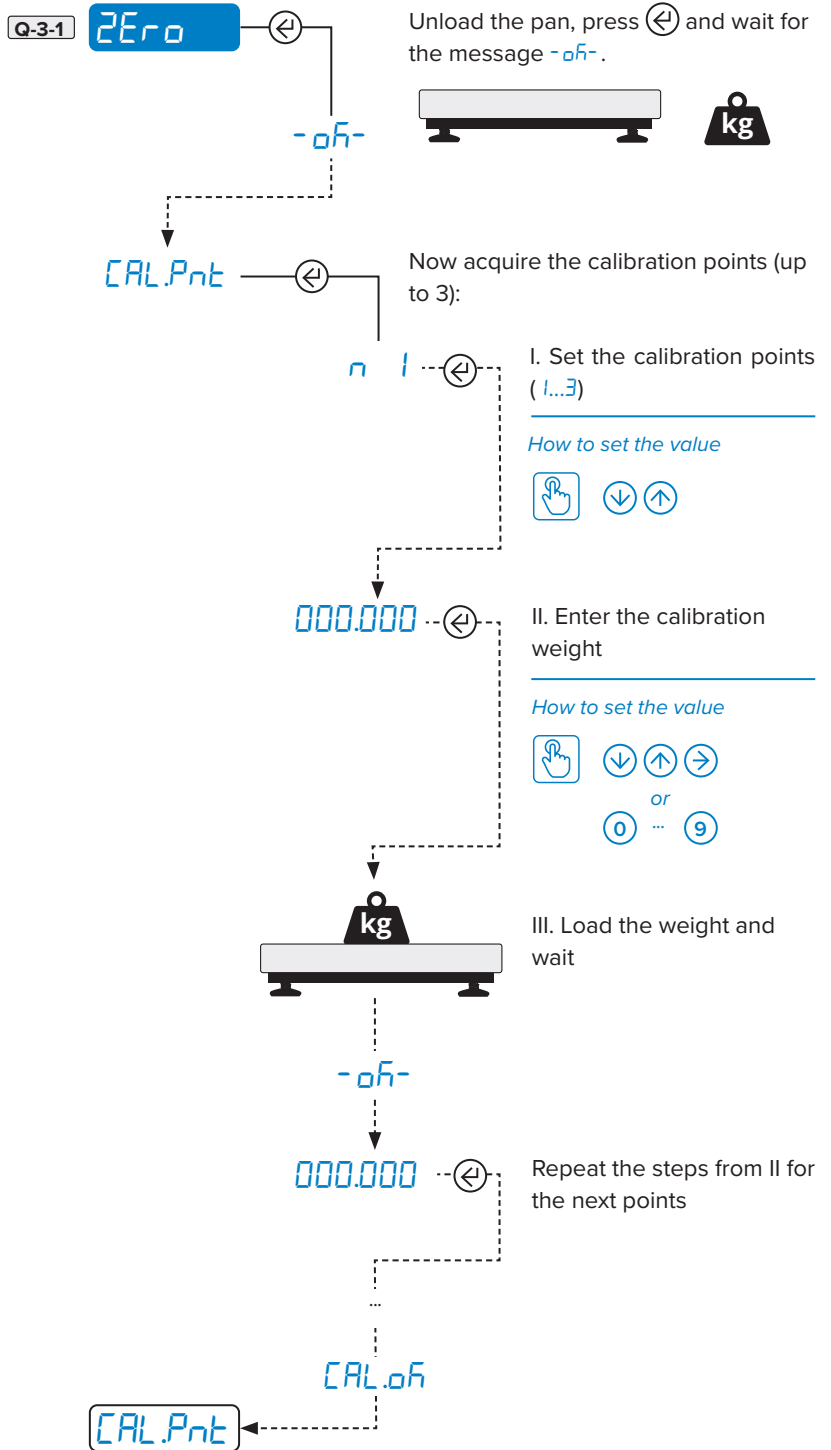 Q-3-1 2Ero
Unload the pan, press and wait for
the message -oK-.
kg
-oK-
CAL.Pnt
Now acquire the calibration points (up
to 3):
n 1
I. Set the calibration points
( 1...3)
How to set the value
000.000
II. Enter the calibration
weight
How to set the value
or
0 ... 9
kg
III. Load the weight and
wait
-oK-
000.000
Repeat the steps from II for
the next points
...
CAL.oK
CAL.Pnt